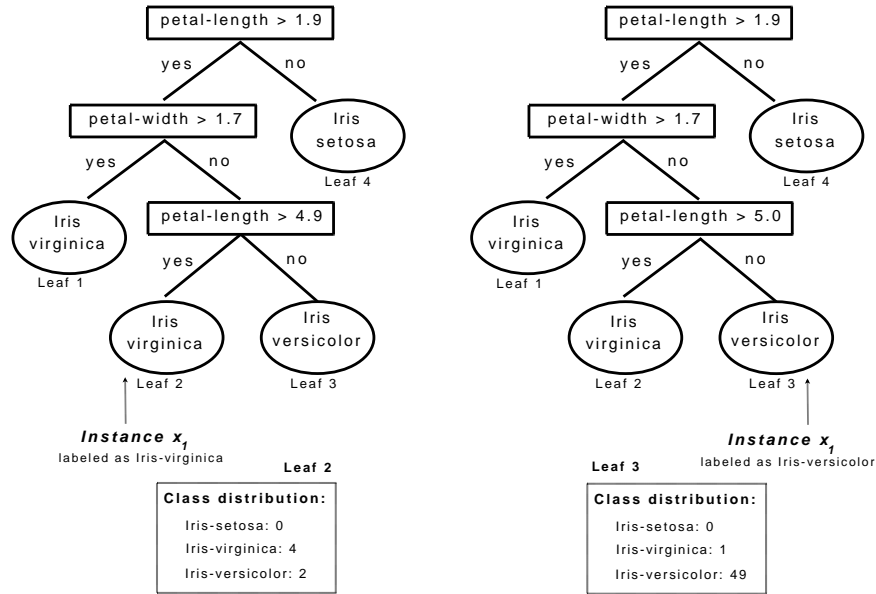 petal-length > 1.9
yes
no
petal-width > 1.7
Iris
setosa
yes
no
Leaf 4
Iris
virginica
petal-length > 4.9
Leaf 1
yes
no
Iris
virginica
Iris
versicolor
Leaf 2
Leaf 3
Instance x1
labeled as Iris-virginica
Leaf 2
Class distribution:
Iris-setosa: 0
Iris-virginica: 4
Iris-versicolor: 2
petal-length > 1.9
yes
no
petal-width > 1.7
Iris
setosa
yes
no
Leaf 4
Iris
virginica
petal-length > 5.0
Leaf 1
yes
no
Iris
virginica
Iris
versicolor
Leaf 2
Leaf 3
Instance x1
labeled as Iris-versicolor
Leaf 3
Class distribution:
Iris-setosa: 0
Iris-virginica: 1
Iris-versicolor: 49